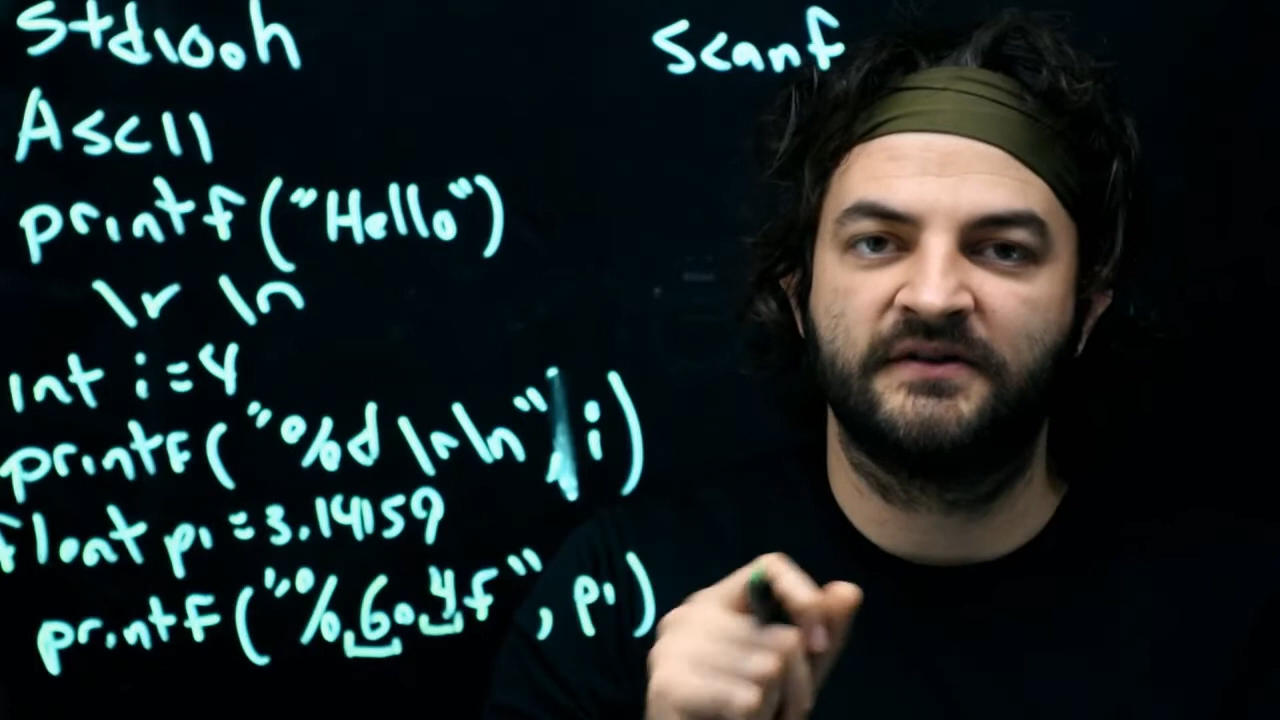 stdio.h
Ascii
printf("Hello")
\r \n
int i=4
printf("%d \r\n", i)
float pi=3.14159
printf("%6.4f", pi)
scanf